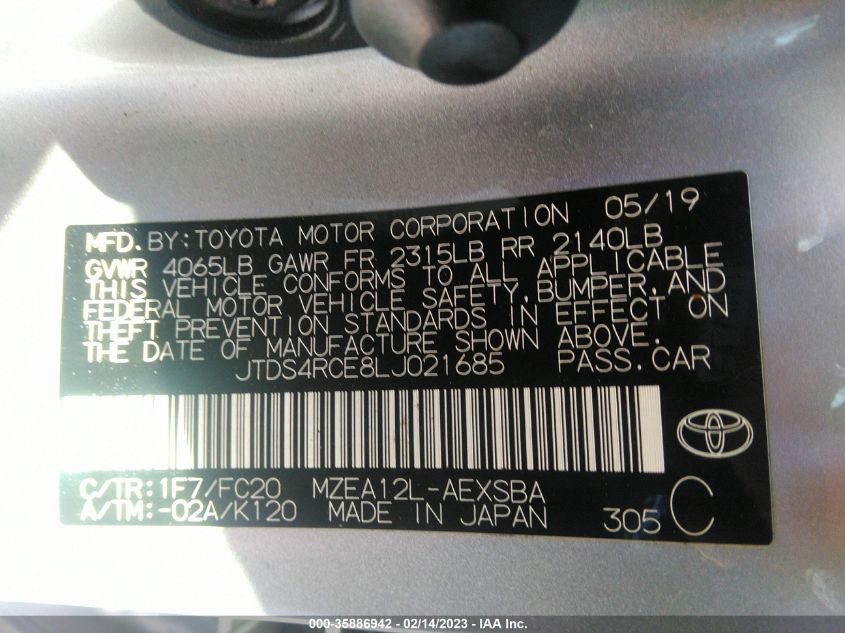 MFD. BY: TOYOTA MOTOR CORPORATION 05/19
GVWR 4065LB GAWR FR 2315LB RR 2140LB
THIS VEHICLE CONFORMS TO ALL APPLICABLE
FEDERAL MOTOR VEHICLE SAFETY, BUMPER, AND
THEFT PREVENTION STANDARDS IN EFFECT ON
THE DATE OF MANUFACTURE SHOWN ABOVE.
JTDS4RCE8LJ021685 PASS. CAR
C/TR: 1F7/FC20 MZEA12L-AEXSBA
A/TM: -02A/K120 MADE IN JAPAN 305 C
000-35886942 - 02/14/2023 - IAA Inc.